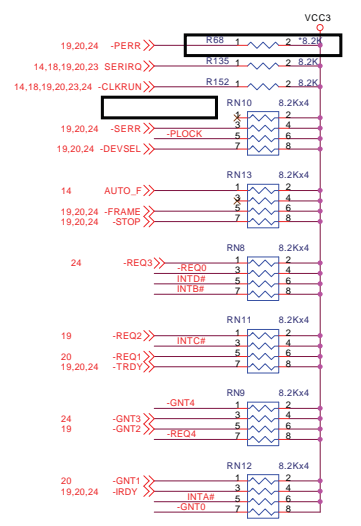 VCC3
19,20,24 -PERR R68 1 2 *8.2K
14,18,19,20,23 SERIRQ R135 1 2 8.2K
14,18,19,20,23,24 -CLKRUN R152 1 2 8.2K
RN10 8.2Kx4
1 2
19,20,24 -SERR 3 4
-PLOCK 5 6
19,20,24 -DEVSEL 7 8
RN13 8.2Kx4
14 AUTO_F 1 2
3 4
19,20,24 -FRAME 5 6
19,20,24 -STOP 7 8
RN8 8.2Kx4
24 -REQ3 1 2
-REQ0 3 4
INTD# 5 6
INTB# 7 8
RN11 8.2Kx4
19 -REQ2 1 2
INTC# 3 4
20 -REQ1 5 6
19,20,24 -TRDY 7 8
RN9 8.2Kx4
-GNT4 1 2
24 -GNT3 3 4
19 -GNT2 5 6
-REQ4 7 8
RN12 8.2Kx4
20 -GNT1 1 2
19,20,24 -IRDY 3 4
INTA# 5 6
-GNT0 7 8